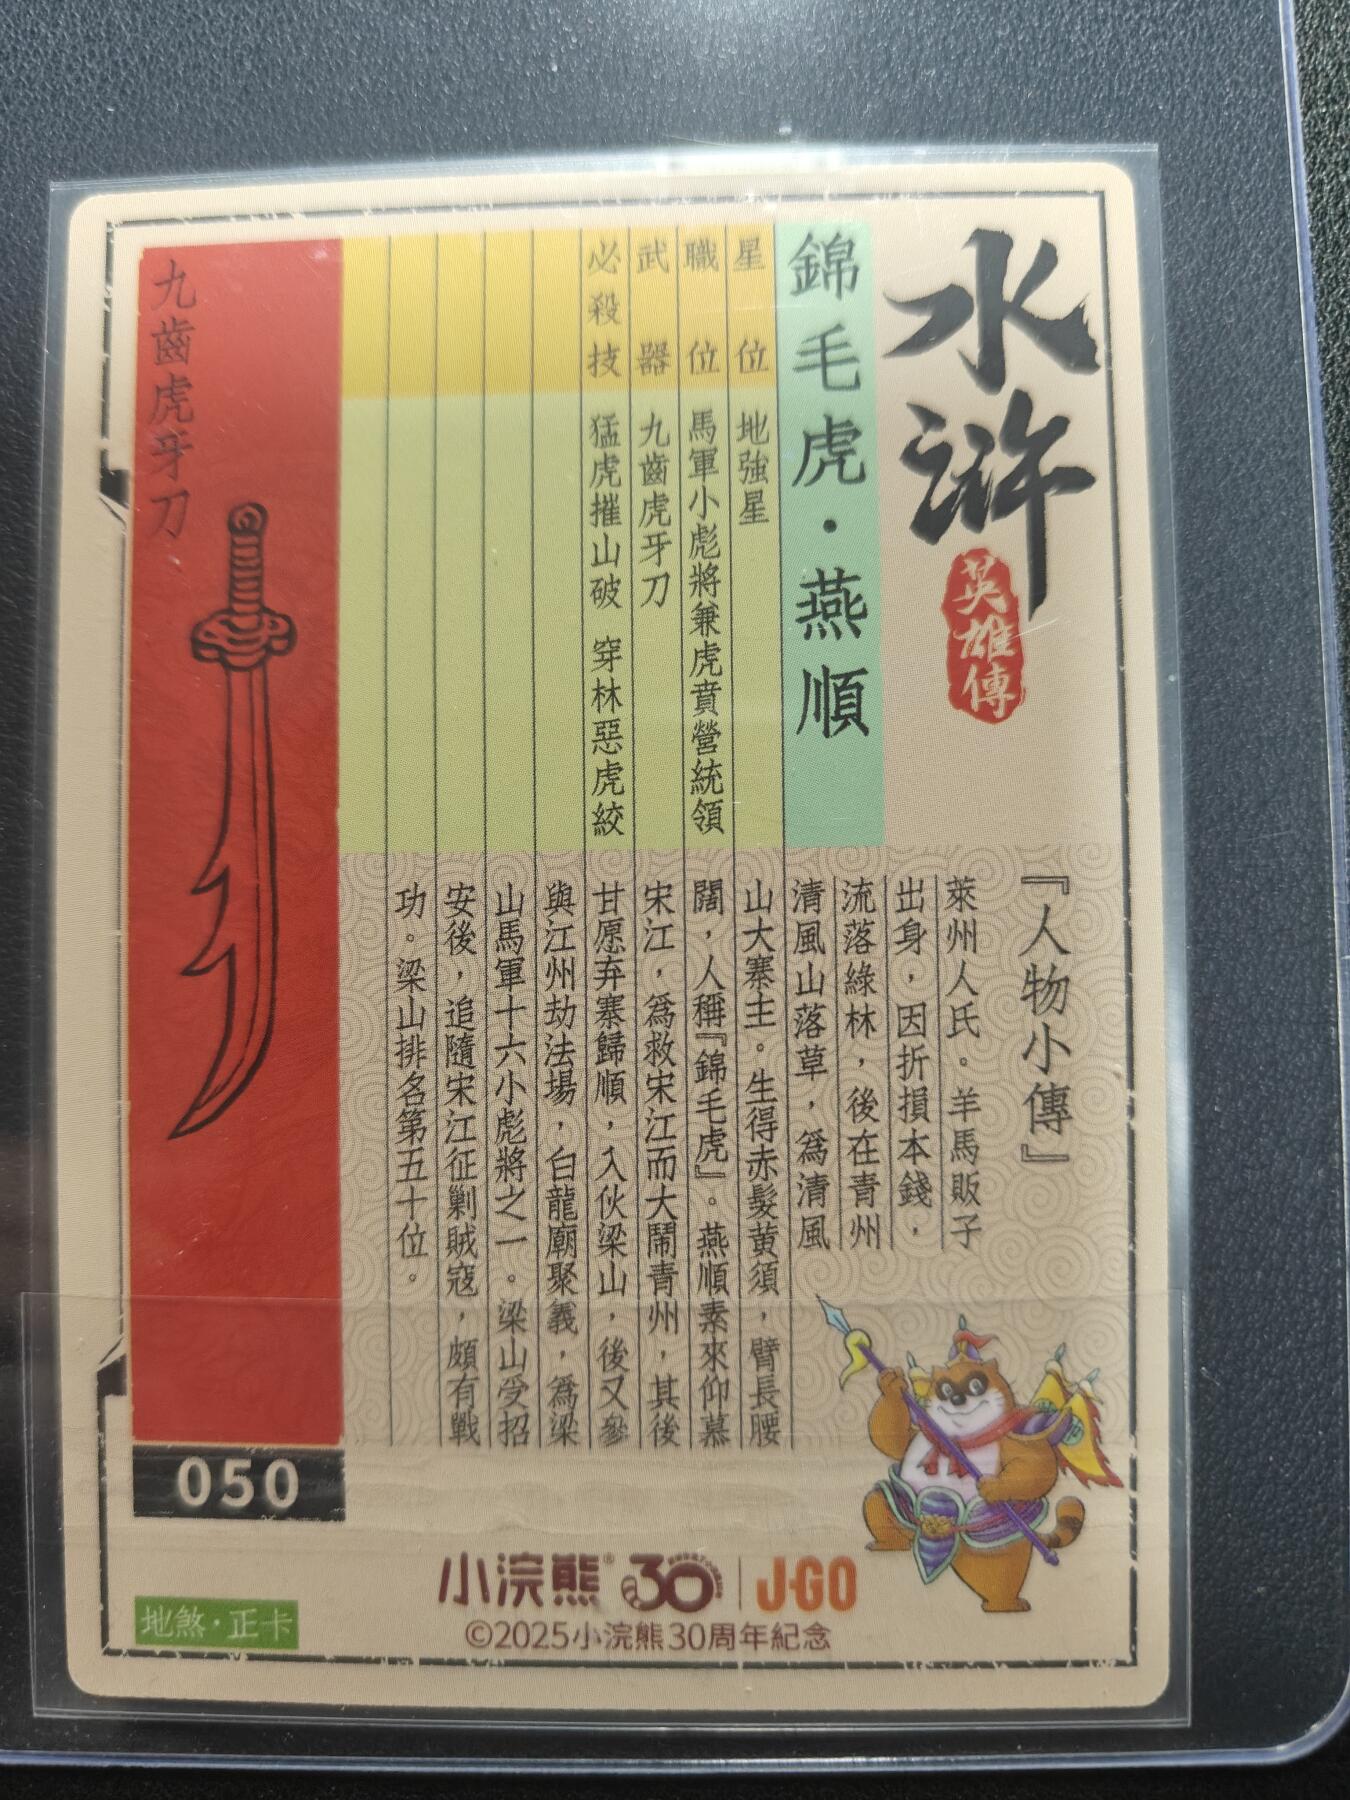 水滸
英雄傳
錦毛虎·燕順
星位 地強星
職位 馬軍小彪將兼虎賁營統領
武器 九齒虎牙刀
必殺技 猛虎摧山破 穿林惡虎絞
『人物小傳』
萊州人氏。羊馬販子
出身，因折損本錢，
流落綠林，後在青州
清風山落草，為清風
山大寨主。生得赤髮黃須，臂長腰
闊，人稱『錦毛虎』。燕順素來仰慕
宋江，為救宋江而大鬧青州，其後
甘愿弃寨歸順，入伙梁山，後又參
與江州劫法場，白龍廟聚義，為梁
山馬軍十六小彪將之一。梁山受招
安後，追隨宋江征剿賊寇，頗有戰
功。梁山排名第五十位。
九齒虎牙刀
050
地煞·正卡
小浣熊® 30 J·GO
©2025小浣熊30周年紀念